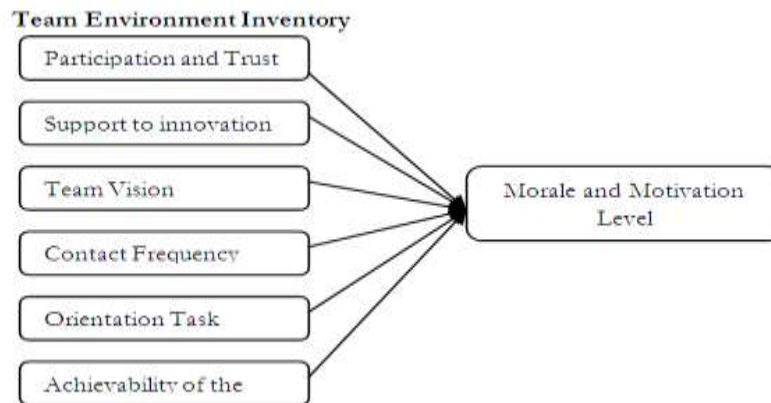 Team Environment Inventory
Participation and Trust
Support to innovation
Team Vision
Contact Frequency
Orientation Task
Achievability of the
Morale and Motivation
Level